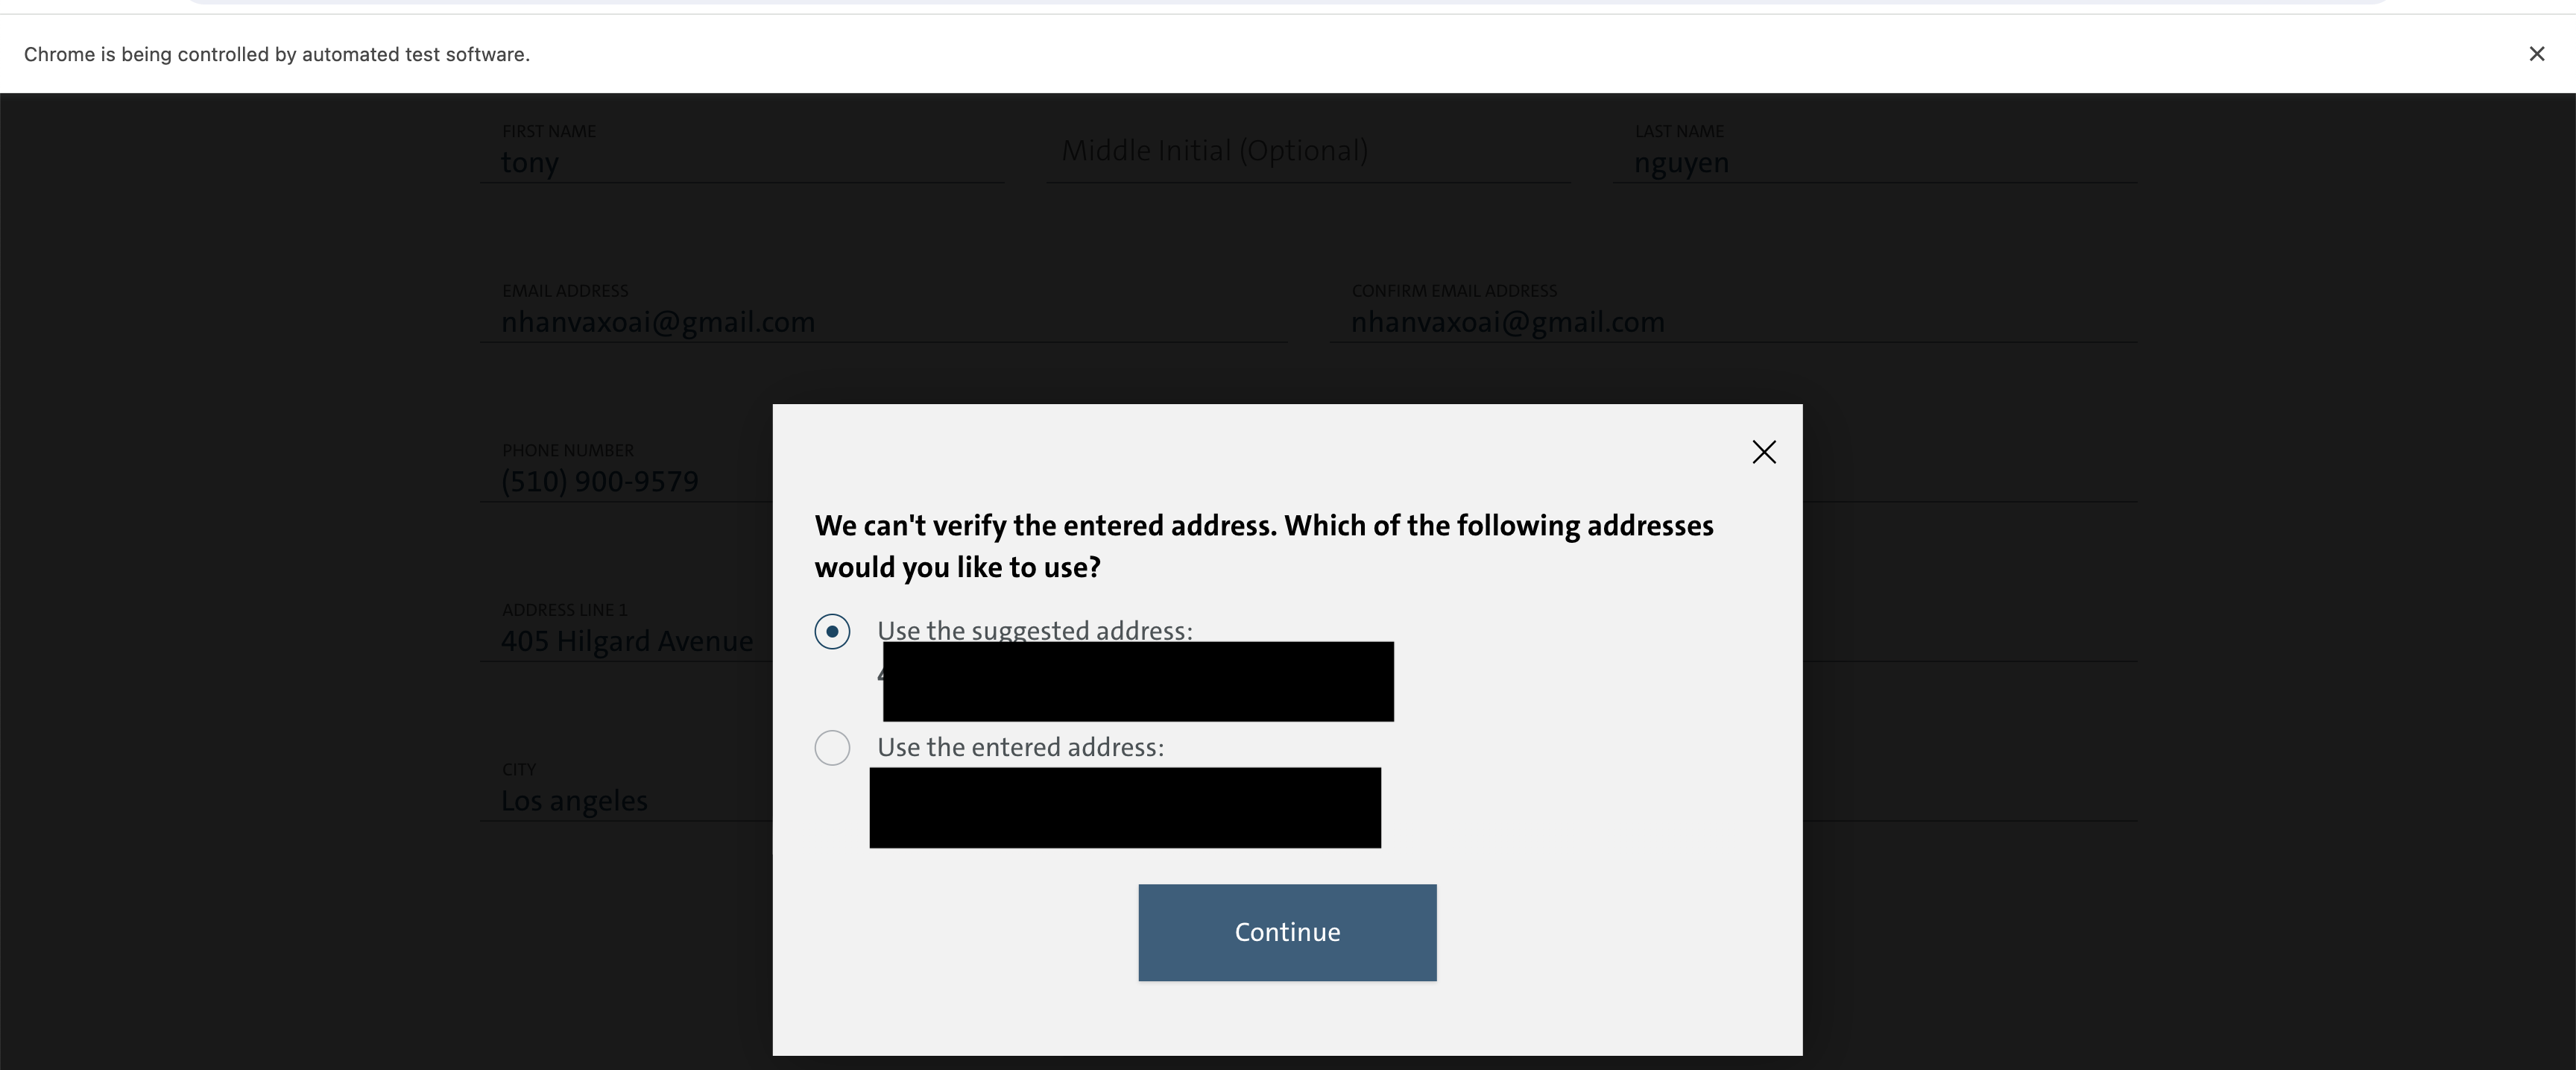 Chrome is being controlled by automated test software.
FIRST NAME
tony
Middle Initial (Optional)
LAST NAME
nguyen
EMAIL ADDRESS
nhanvaxoai@gmail.com
CONFIRM EMAIL ADDRESS
nhanvaxoai@gmail.com
PHONE NUMBER
(510) 900-9579
We can't verify the entered address. Which of the following addresses
would you like to use?
ADDRESS LINE 1
405 Hilgard Avenue
Use the suggested address:
Use the entered address:
CITY
Los angeles
Continue